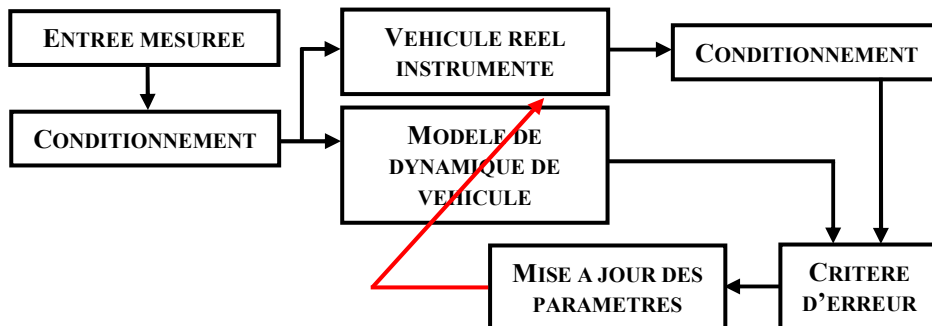 ENTREE MESUREE
CONDITIONNEMENT
VEHICULE REEL
INSTRUMENTE
CONDITIONNEMENT
MODELE DE
DYNAMIQUE DE
VEHICULE
MISE A JOUR DES
PARAMETRES
CRITERE
D’ERREUR